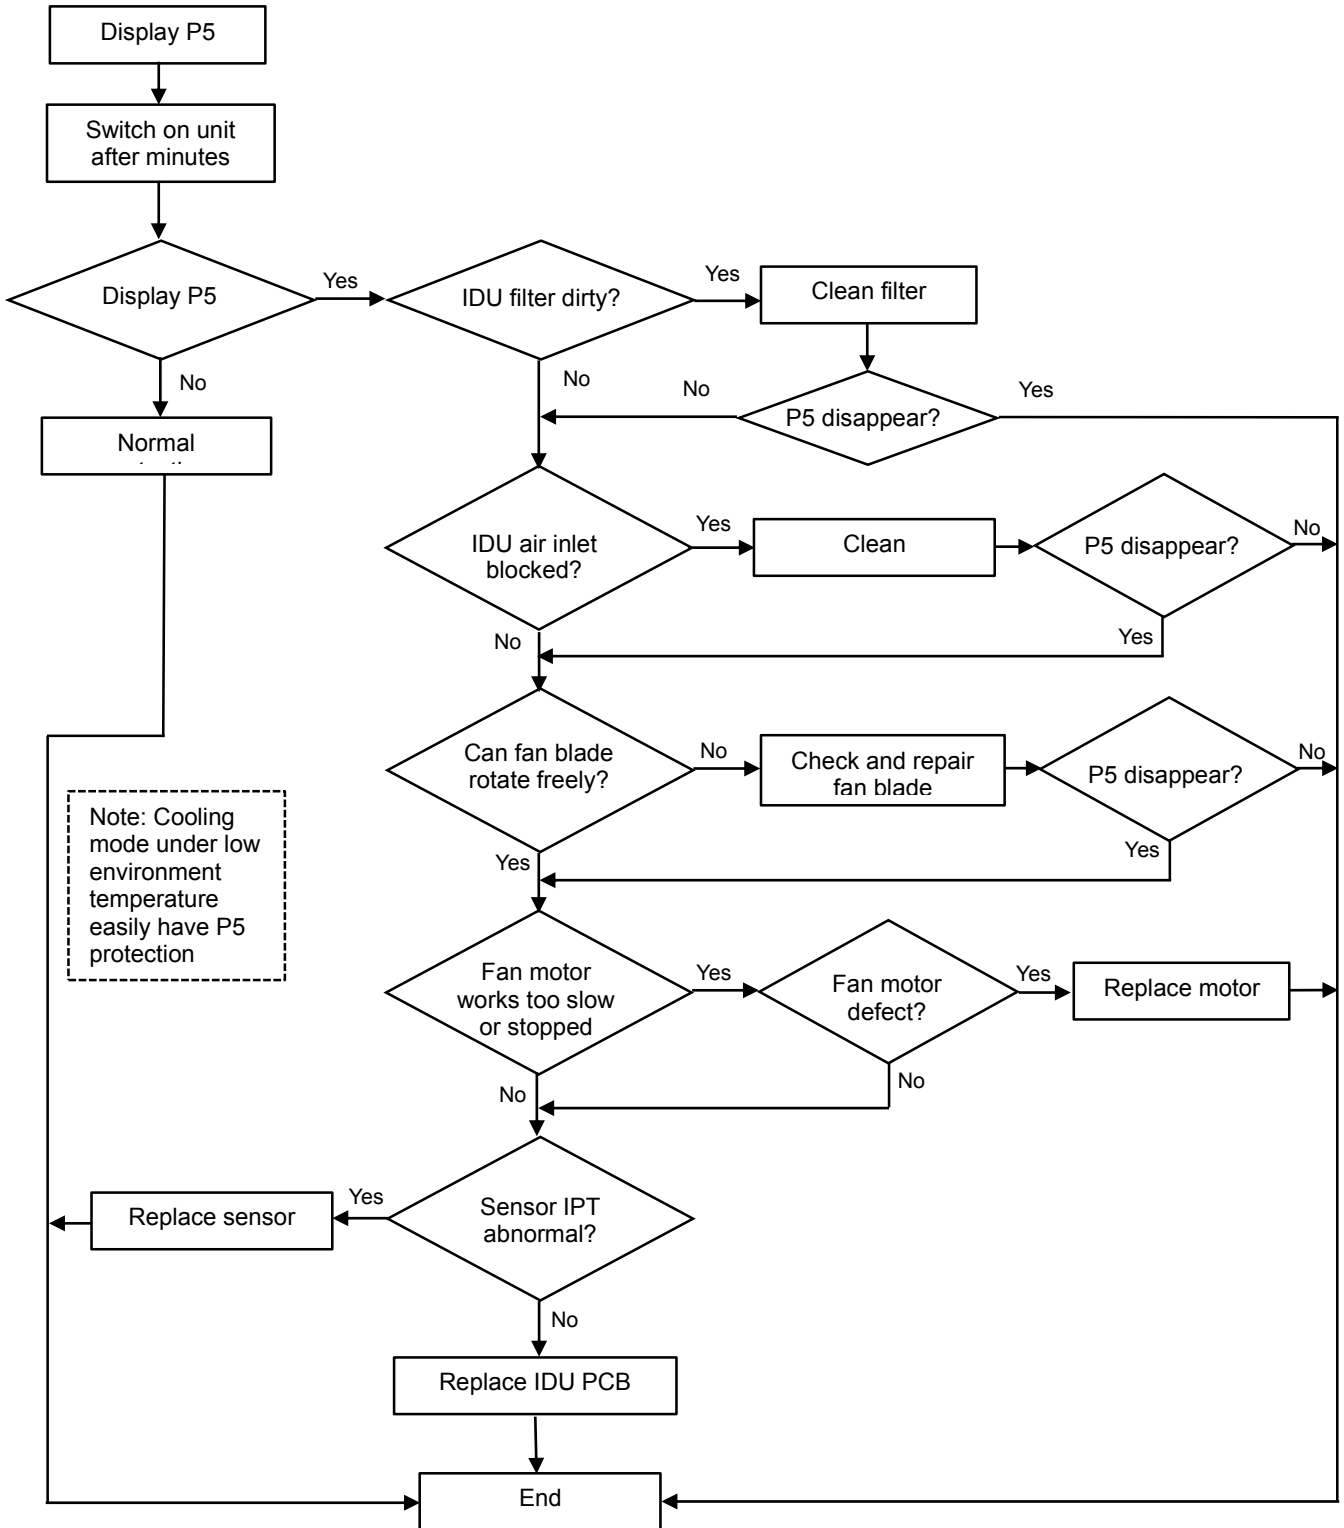 Display P5
Switch on unit
after minutes
Display P5
Yes
IDU filter dirty?
Yes
Clean filter
No
No
No
Yes
P5 disappear?
Normal
IDU air inlet
blocked?
Yes
Clean
P5 disappear?
No
No
Yes
Can fan blade
rotate freely?
No
Check and repair
fan blade
P5 disappear?
No
Yes
Yes
Note: Cooling
mode under low
environment
temperature
easily have P5
protection
Fan motor
works too slow
or stopped
Yes
Fan motor
defect?
Yes
Replace motor
No
No
Sensor IPT
abnormal?
Yes
Replace sensor
No
Replace IDU PCB
End